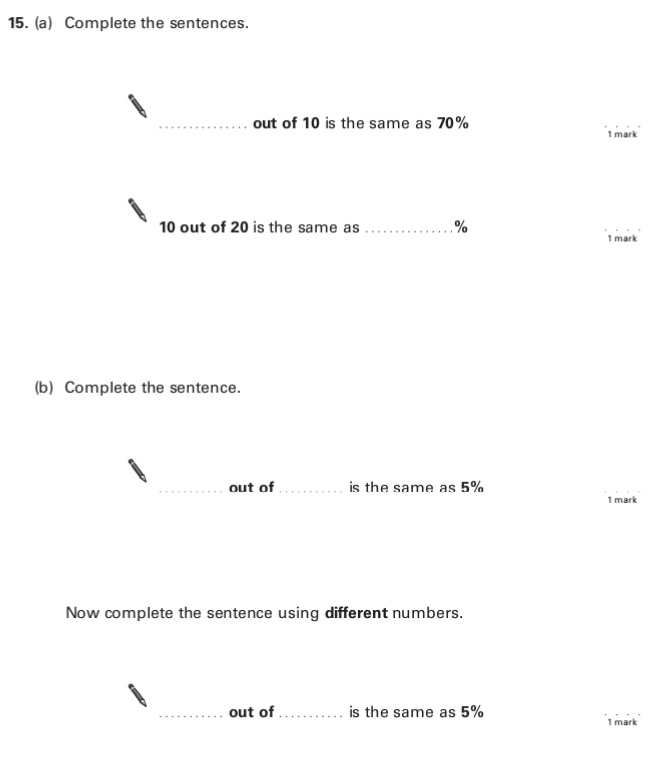 15. (a) Complete the sentences.
.............. out of 10 is the same as 70%
1 mark
10 out of 20 is the same as ..............%
1 mark
(b) Complete the sentence.
........... out of ........... is the same as 5%
1 mark
Now complete the sentence using different numbers.
........... out of ........... is the same as 5%
1 mark